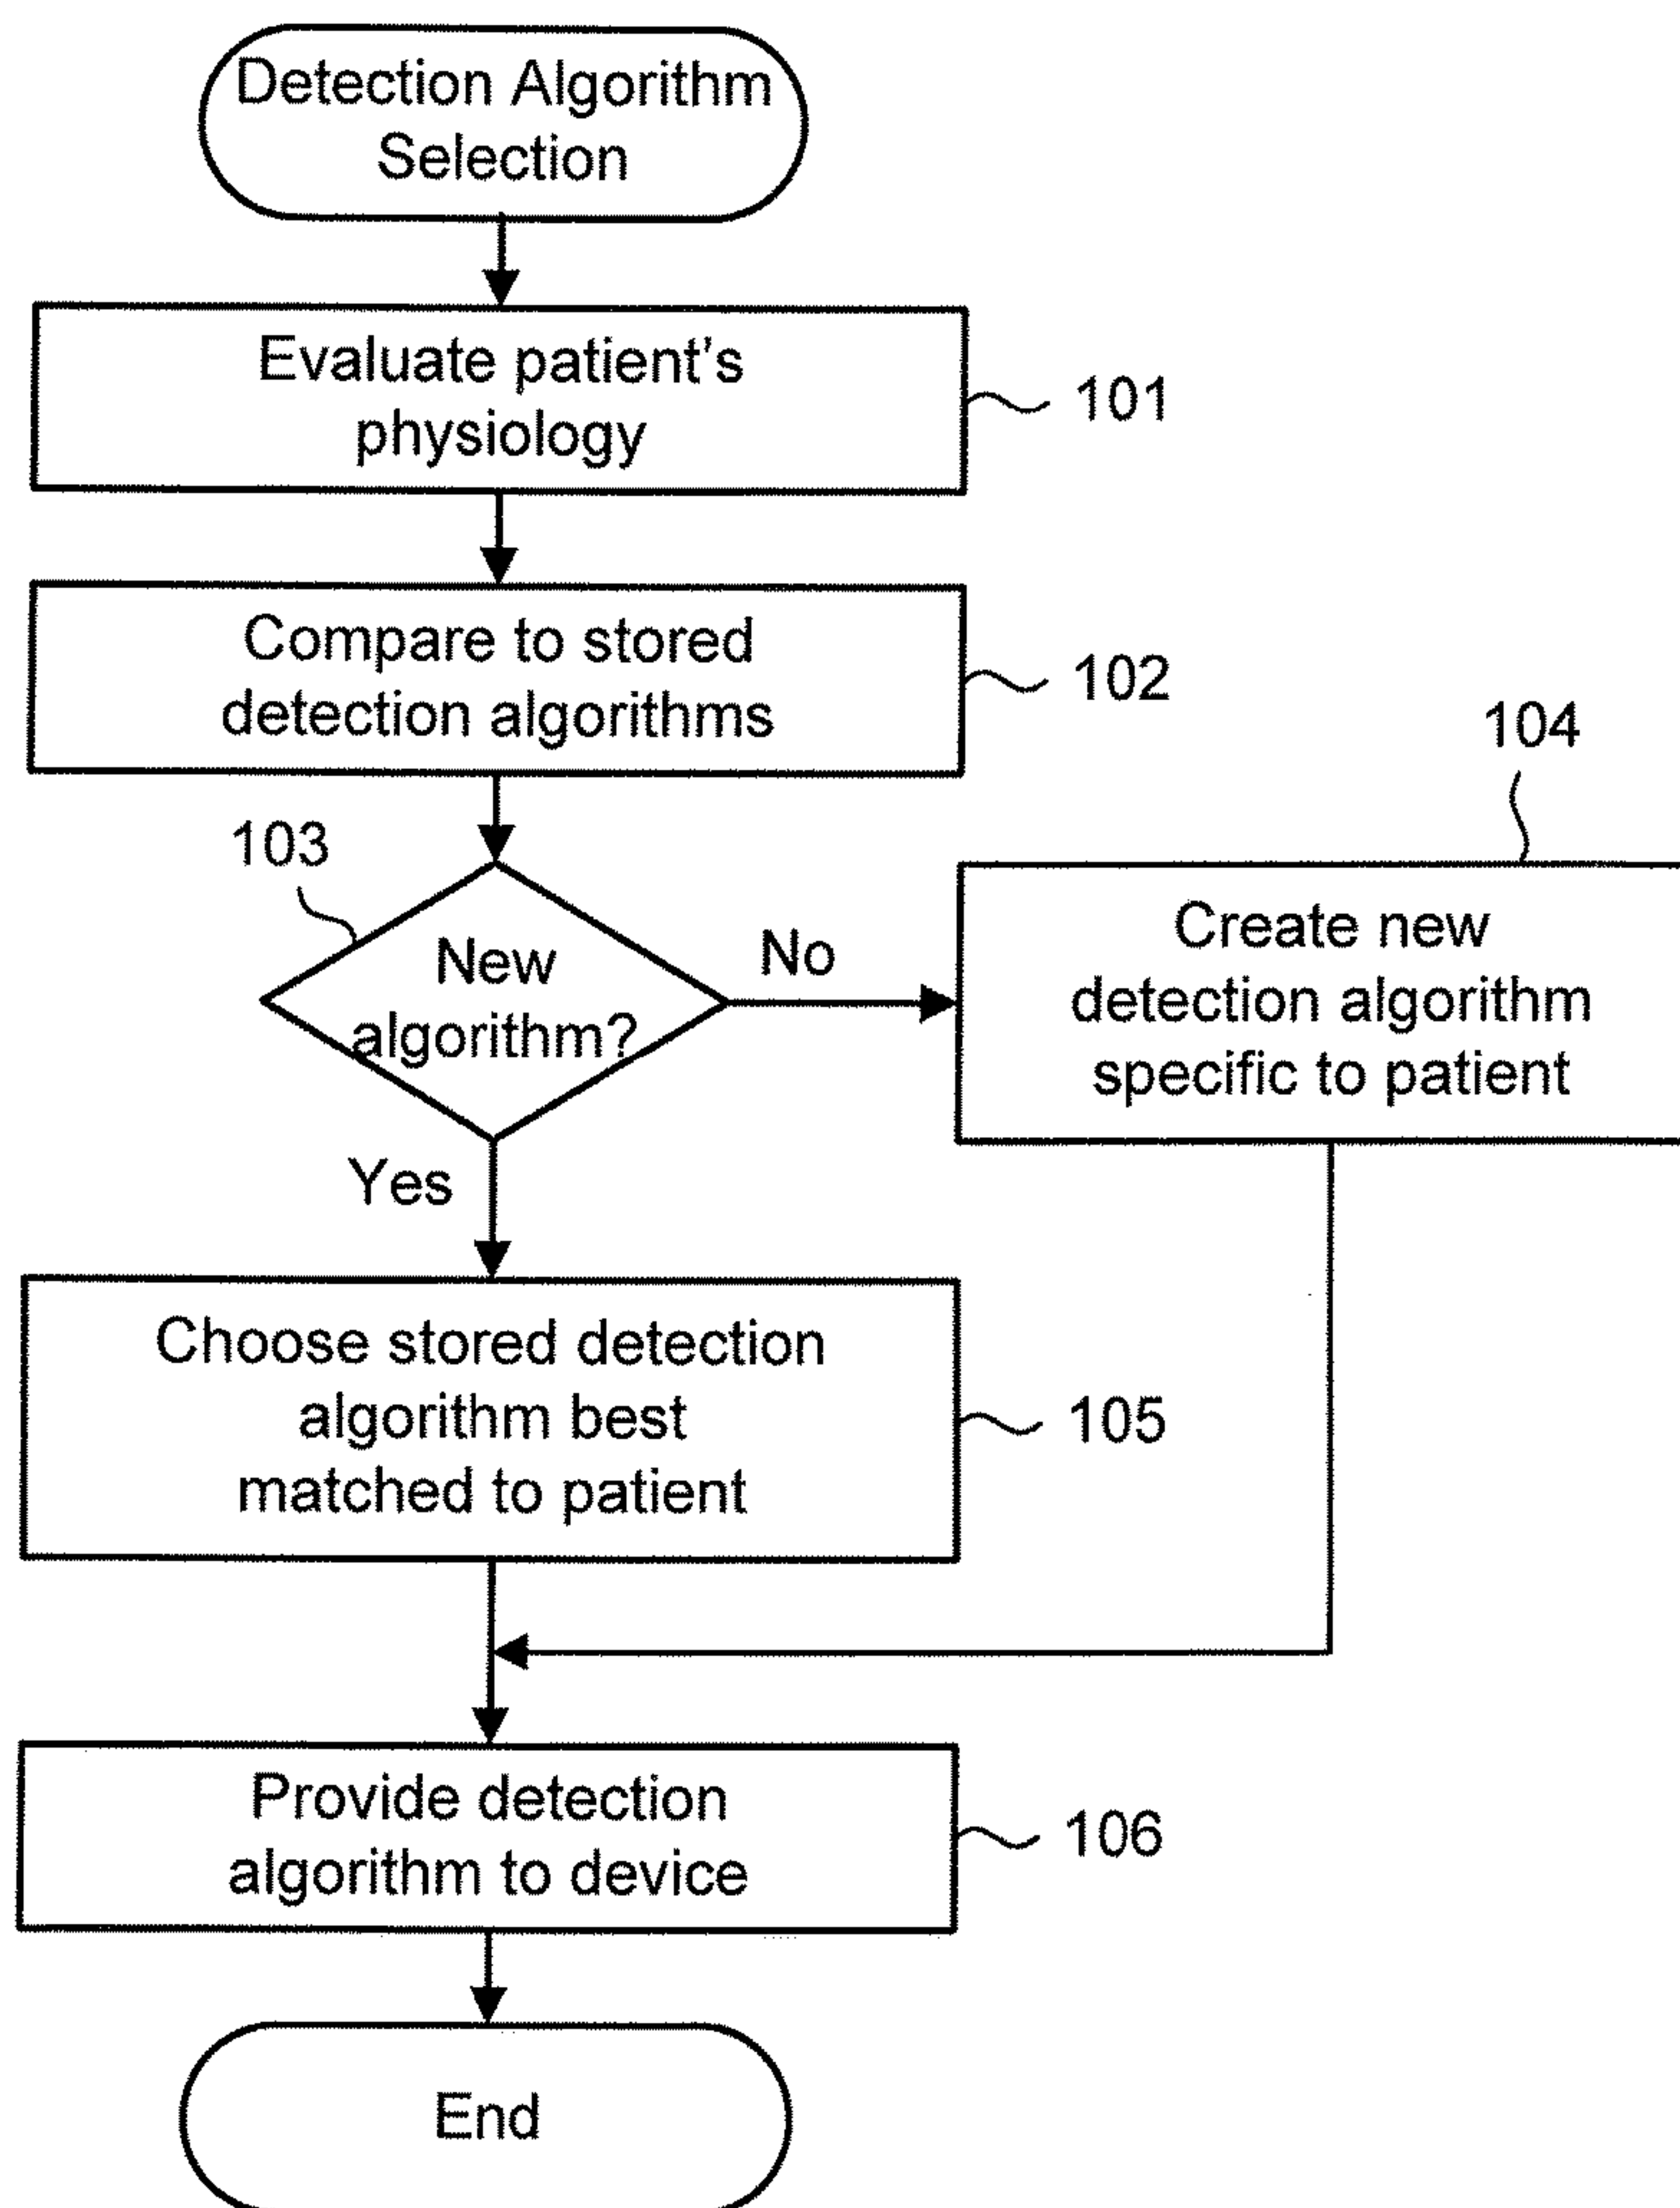 Detection Algorithm
Selection
Evaluate patient's
physiology
101
Compare to stored
detection algorithms
102
103
New
algorithm?
No
104
Create new
detection algorithm
specific to patient
Yes
Choose stored detection
algorithm best
matched to patient
105
Provide detection
algorithm to device
106
End